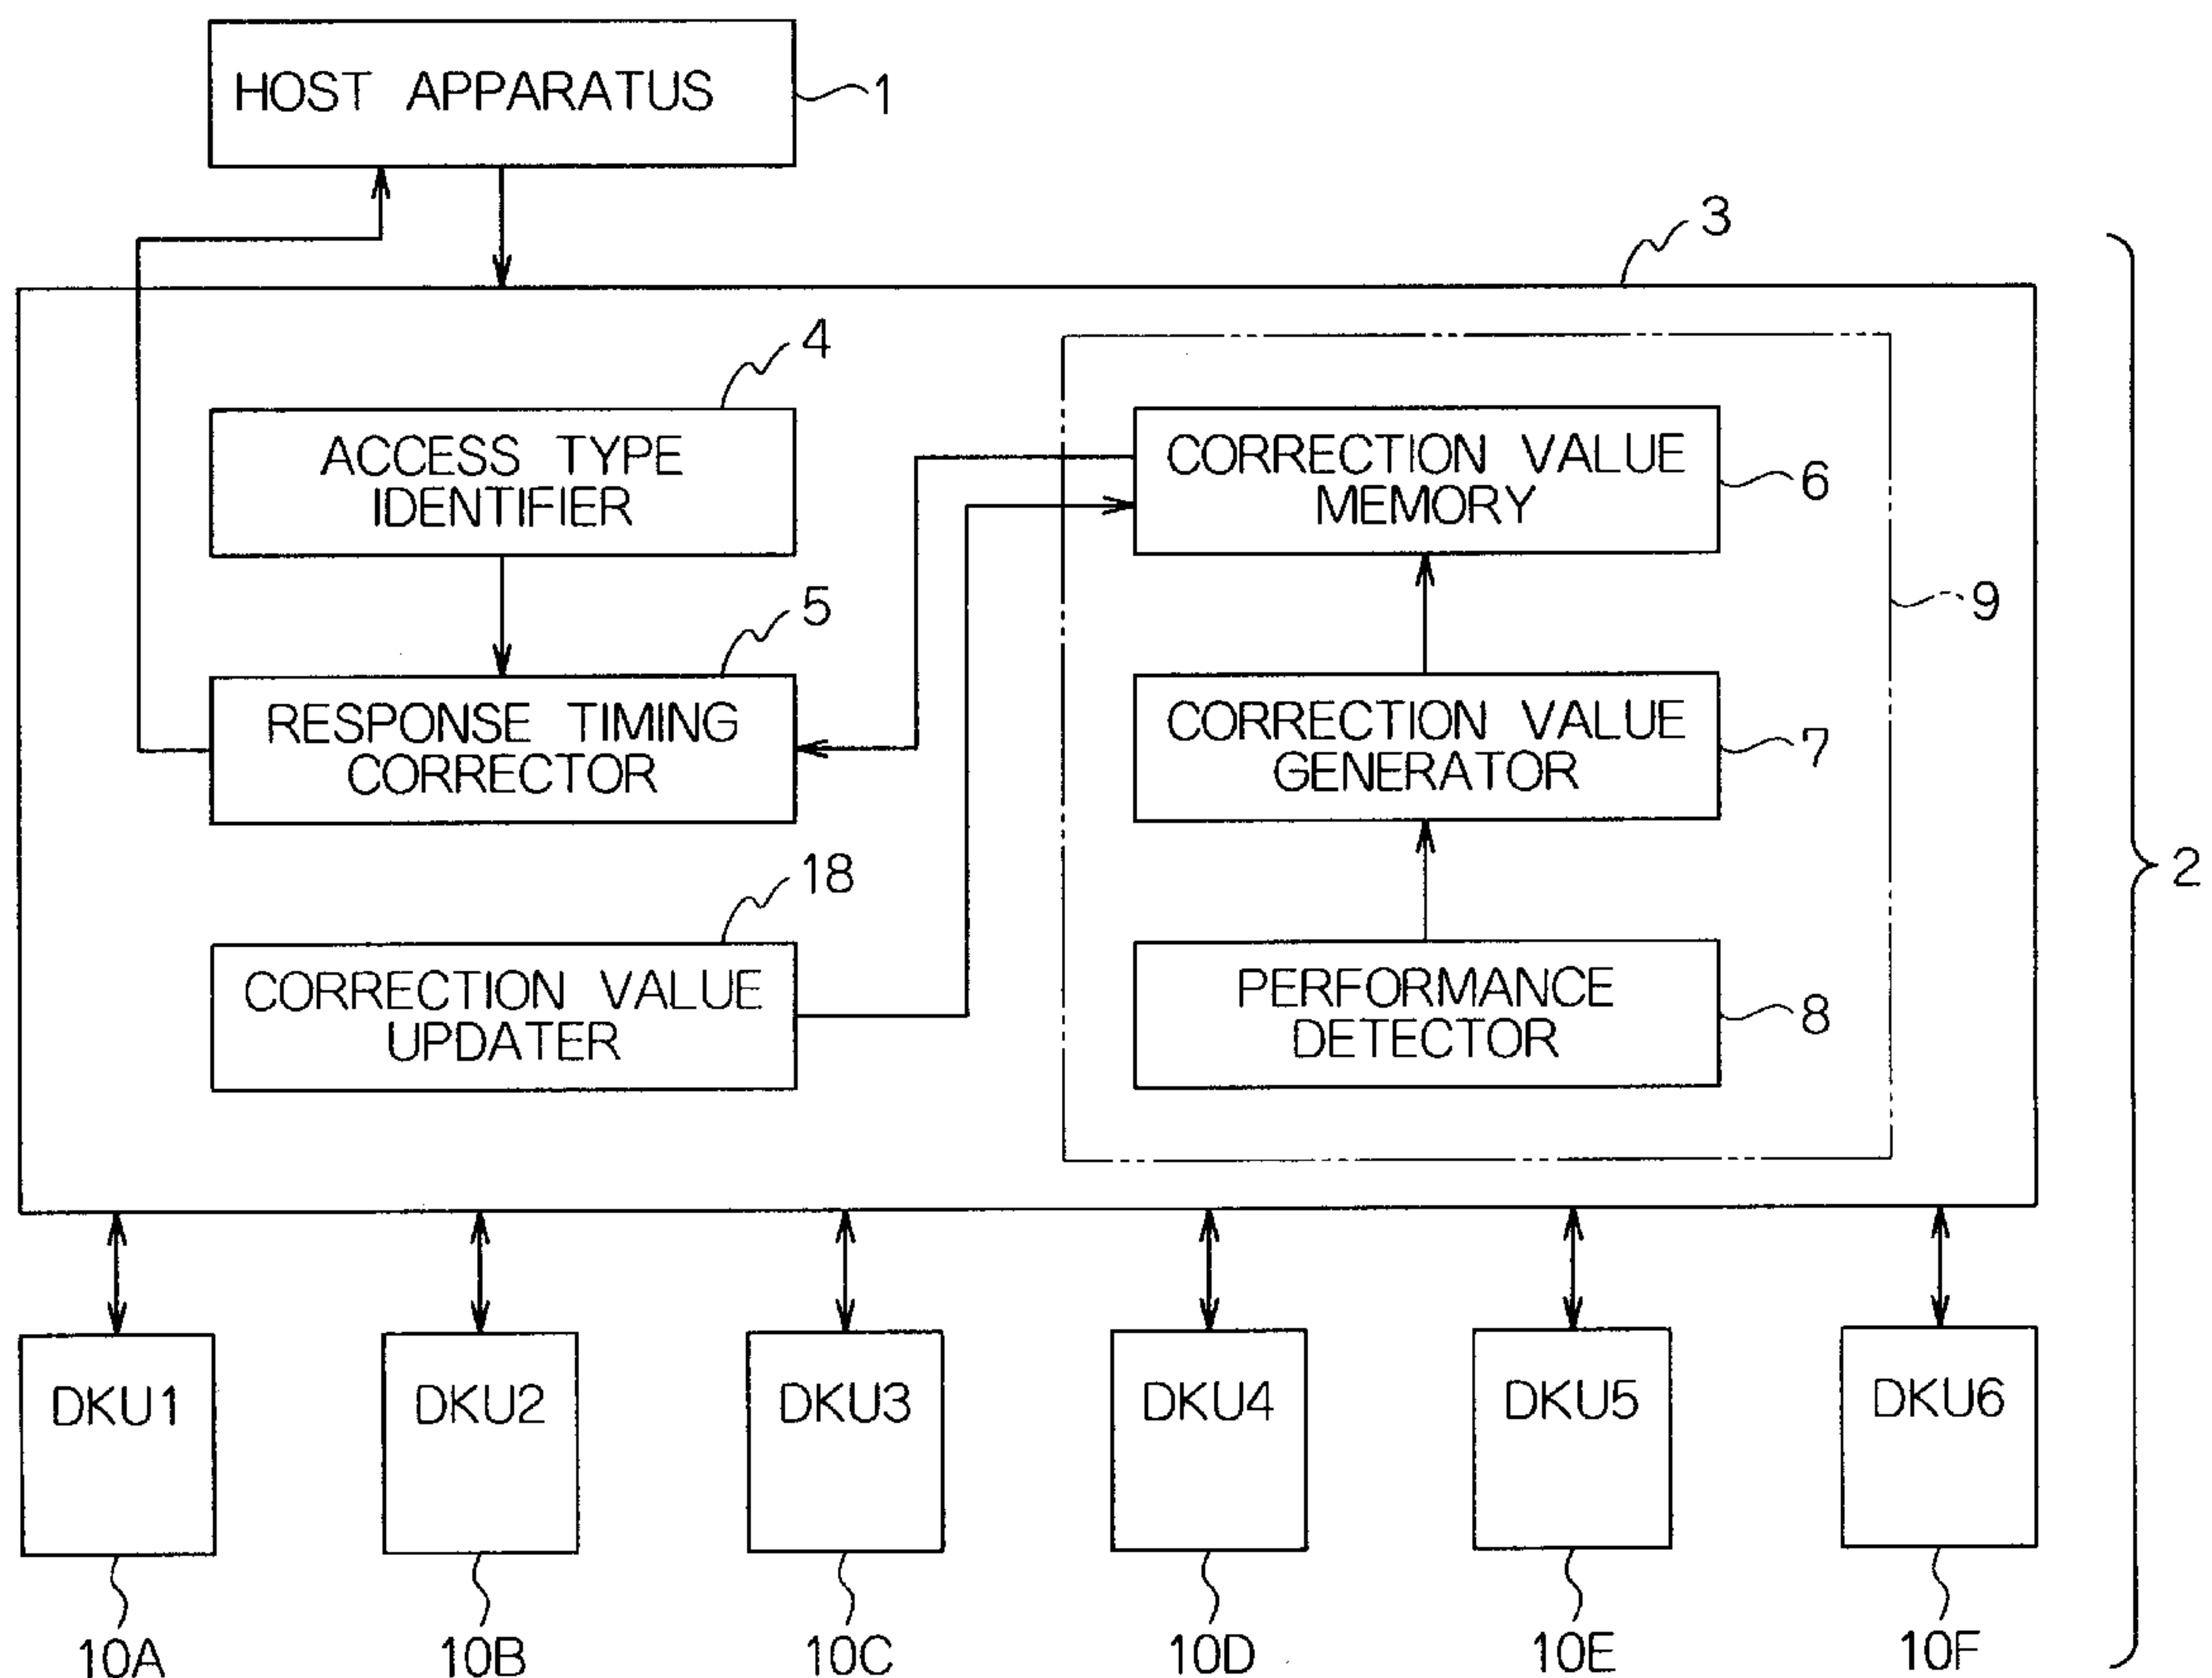 HOST APPARATUS
1
3
4
ACCESS TYPE
IDENTIFIER
CORRECTION VALUE
MEMORY
6
5
9
RESPONSE TIMING
CORRECTOR
CORRECTION VALUE
GENERATOR
7
18
2
CORRECTION VALUE
UPDATER
PERFORMANCE
DETECTOR
8
DKU1
DKU2
DKU3
DKU4
DKU5
DKU6
10A
10B
10C
10D
10E
10F